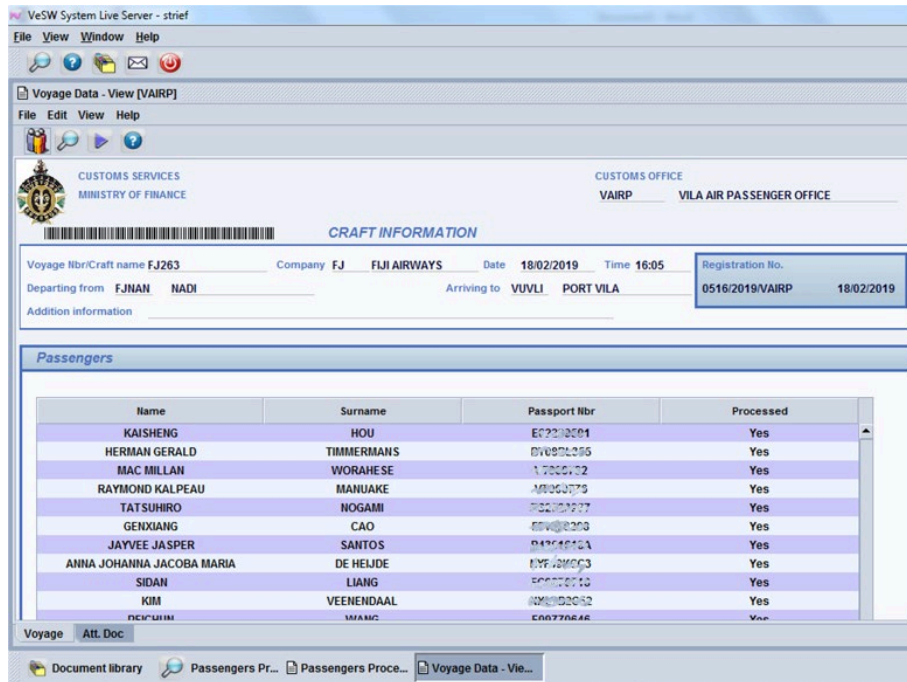 VeSW System Live Server - strief
File View Window Help
Voyage Data - View [VAIRP]
File Edit View Help
CUSTOMS SERVICES
MINISTRY OF FINANCE
CUSTOMS OFFICE
VAIRP VILA AIR PASSENGER OFFICE
CRAFT INFORMATION
Voyage Nbr/Craft name FJ263 Company FJ FIJI AIRWAYS Date 18/02/2019 Time 16:05
Registration No.
Departing from FJNAN NADI Arriving to VUVLI PORT VILA
0516/2019/VAIRP 18/02/2019
Addition information
Passengers
Name Surname Passport Nbr Processed
KAISHENG HOU Yes
HERMAN GERALD TIMMERMANS Yes
MAC MILLAN WORAHESE Yes
RAYMOND KALPEAU MANUAKE Yes
TATSUHIRO NOGAMI Yes
GENXIANG CAO Yes
JAYVEE JASPER SANTOS Yes
ANNA JOHANNA JACOBA MARIA DE HEIJDE Yes
SIDAN LIANG Yes
KIM VEENENDAAL Yes
PEICHUN WANG Yes
Voyage Att. Doc
Document library Passengers Pr... Passengers Proce... Voyage Data - Vie...